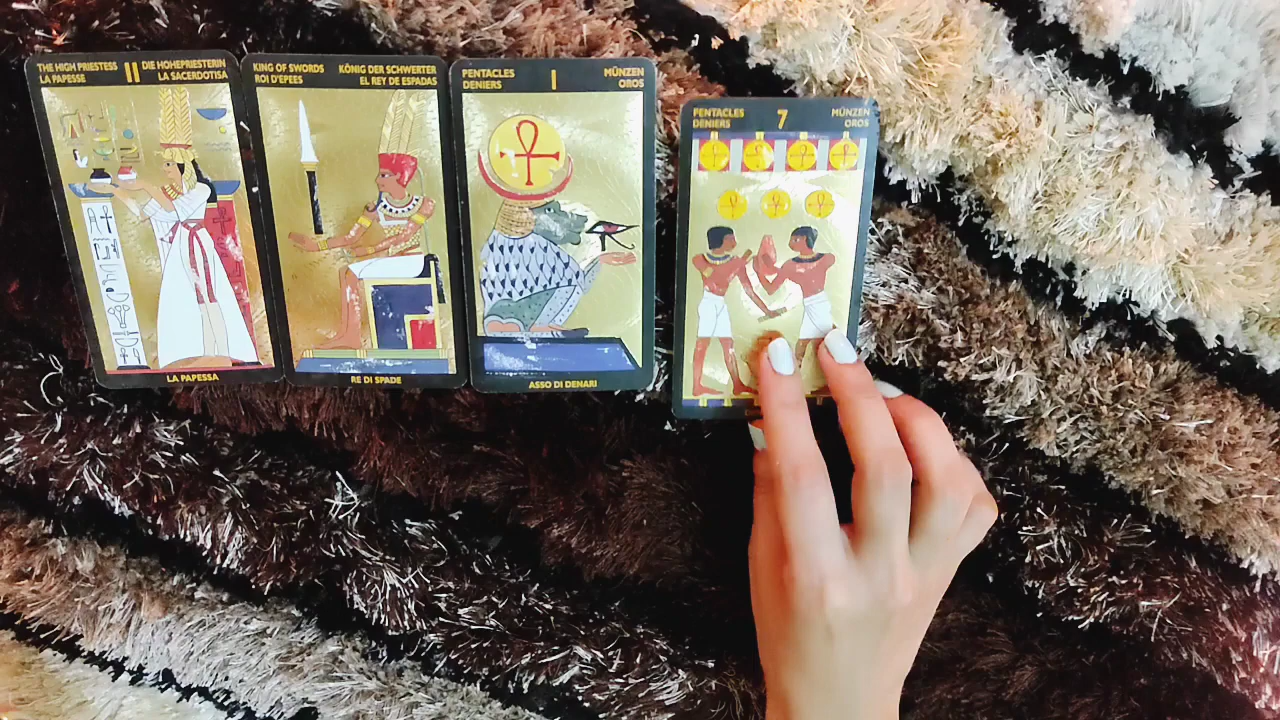 THE HIGH PRIESTESS II DIE HOHEPRIESTERIN
LA PAPESSE LA SACERDOTISA
LA PAPESSA
KING OF SWORDS KÖNIG DER SCHWERTER
ROI D'EPEES EL REY DE ESPADAS
RE DI SPADE
PENTACLES I MÜNZEN
DENIERS OROS
ASSO DI DENARI
PENTACLES 7 MÜNZEN
DENIERS OROS